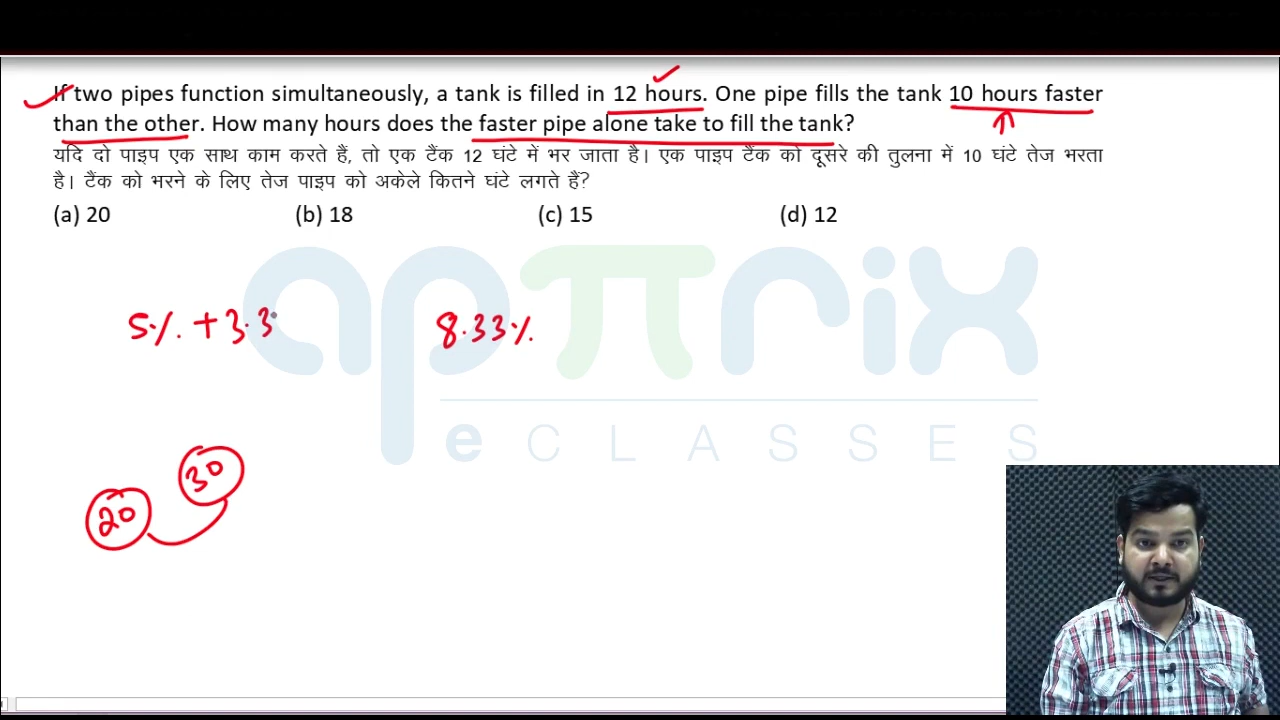 If two pipes function simultaneously, a tank is filled in 12 hours. One pipe fills the tank 10 hours faster
than the other. How many hours does the faster pipe alone take to fill the tank?
यदि दो पाइप एक साथ काम करते हैं, तो एक टैंक 12 घंटे में भर जाता है। एक पाइप टैंक को दूसरे की तुलना में 10 घंटे तेज भरता
है। टैंक को भरने के लिए तेज पाइप को अकेले कितने घंटे लगते हैं?
(a) 20 (b) 18 (c) 15 (d) 12
apπrix
e CLASSES
5% + 3.3 8.33%
30
20